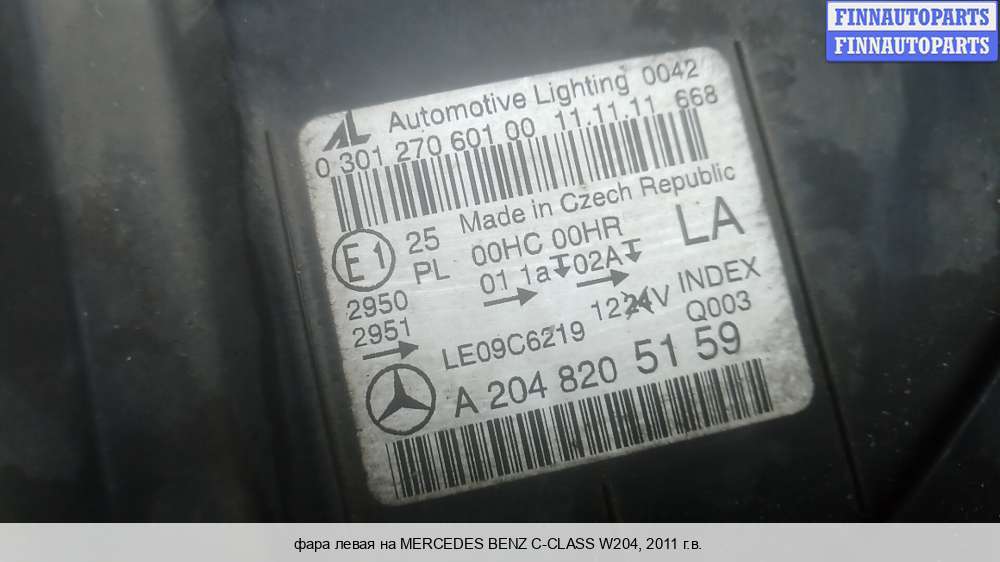 FINNAUTOPARTS
FINNAUTOPARTS
AL Automotive Lighting 0042
0 301 270 601 00 11.11.11 668
Made in Czech Republic
E1 25 00HC 00HR LA
PL 01 1a 02A
2950
2951
LE09C6219 1224V INDEX
Q003
A 204 820 51 59
фара левая на MERCEDES BENZ C-CLASS W204, 2011 г.в.